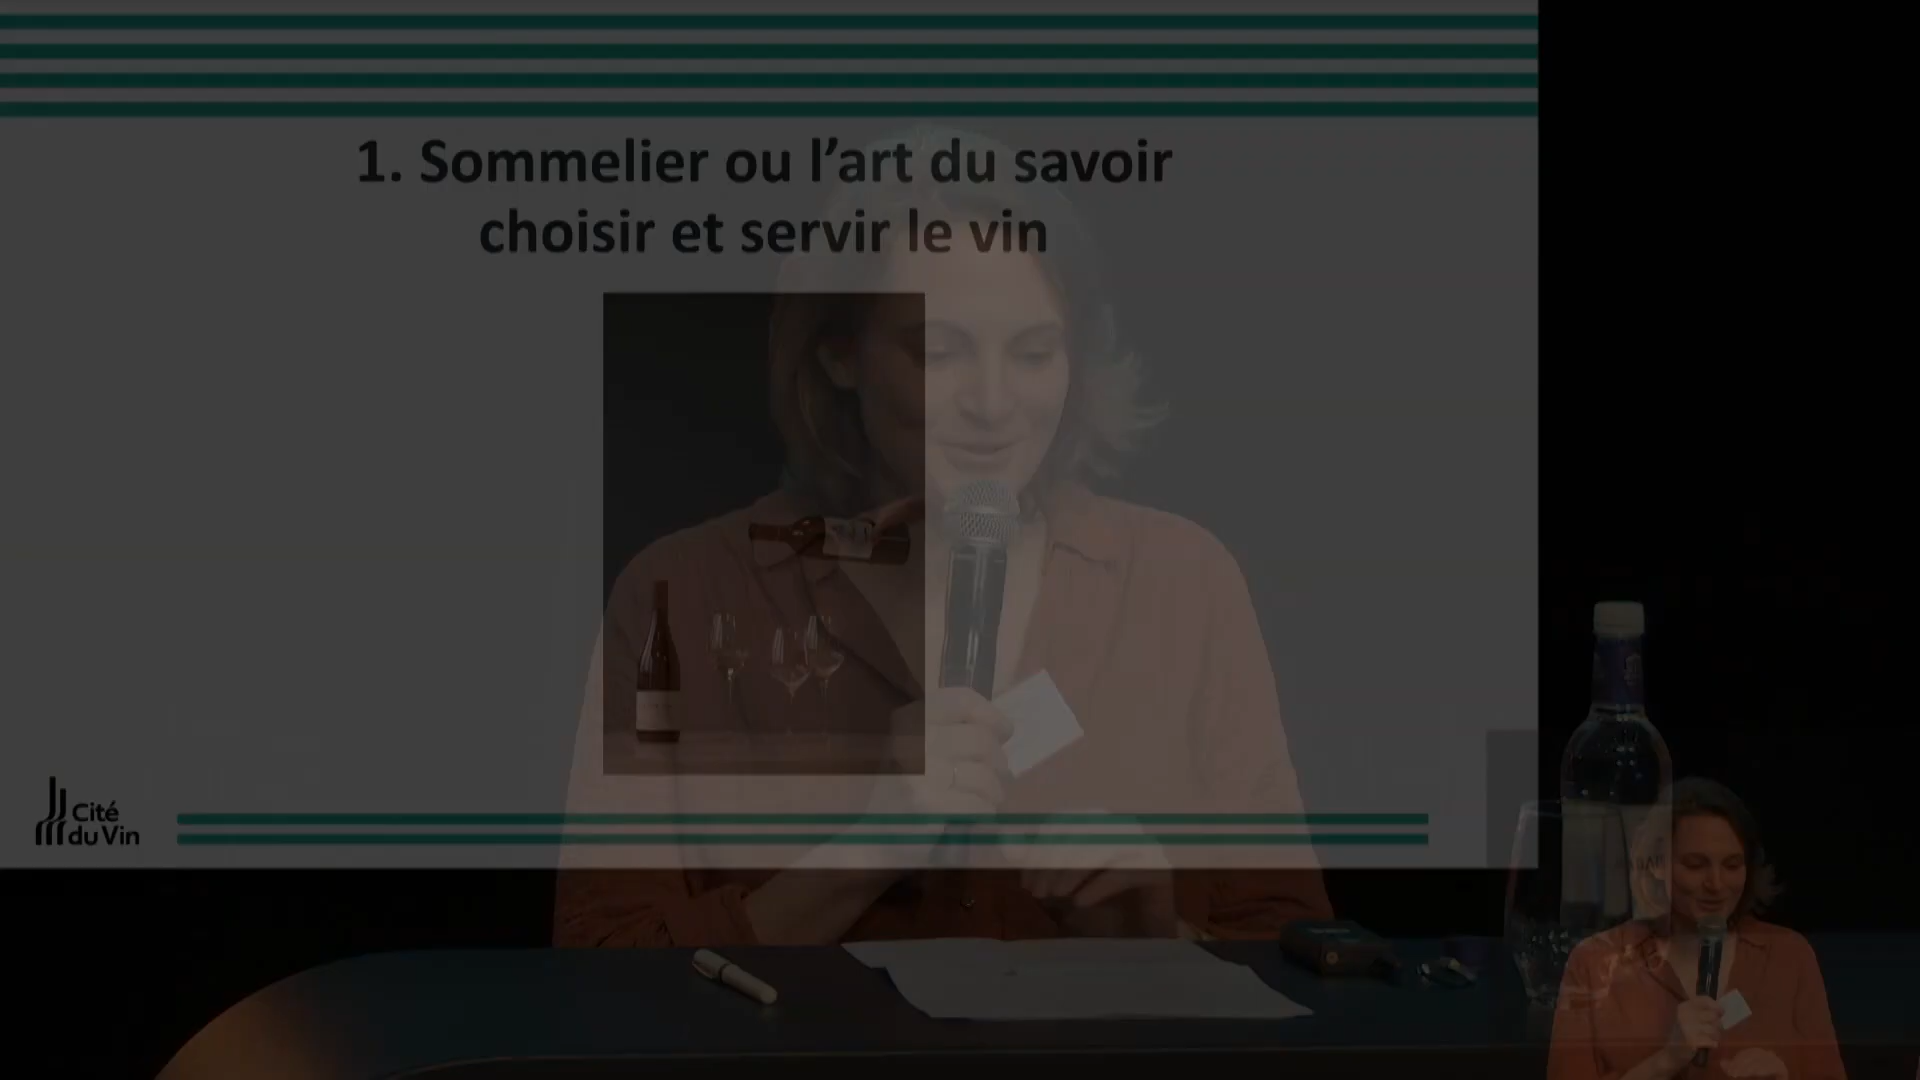 1. Sommelier ou l’art du savoir
choisir et servir le vin
Cité
du Vin